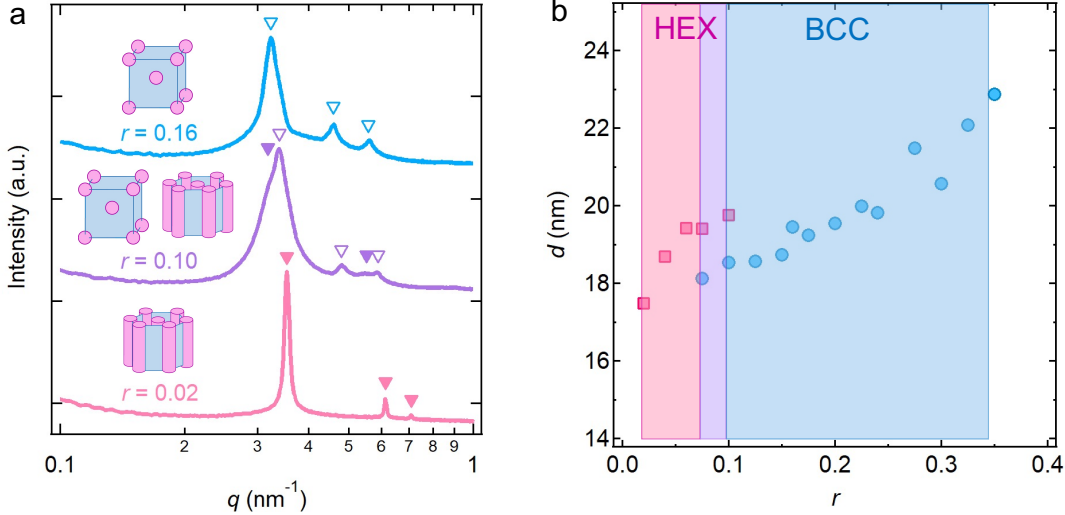 a
Intensity (a.u.)
r = 0.16
r = 0.10
r = 0.02
0.1
2
3
4
5
6
7
8
9
1
q (nm⁻¹)
b
HEX
BCC
d (nm)
24
22
20
18
16
14
0.0
0.1
0.2
0.3
0.4
r